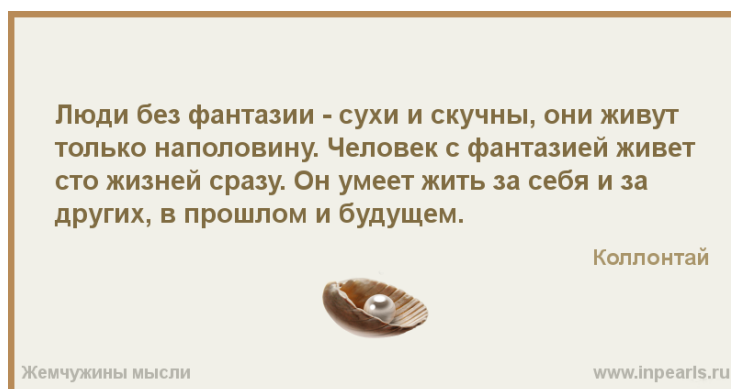 Люди без фантазии - сухи и скучны, они живут
только наполовину. Человек с фантазией живет
сто жизней сразу. Он умеет жить за себя и за
других, в прошлом и будущем.
Коллонтай
Жемчужины мысли
www.inpearls.ru